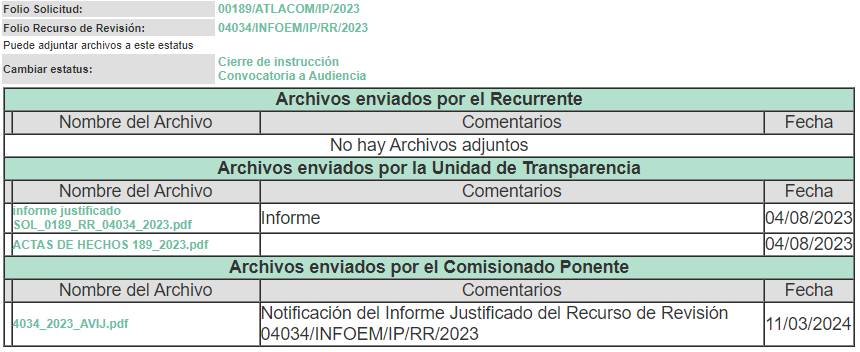 Folio Solicitud: 00189/ATLACOM/IP/2023
Folio Recurso de Revisión: 04034/INFOEM/IP/RR/2023
Puede adjuntar archivos a este estatus
Cambiar estatus: Cierre de instrucción
Convocatoria a Audiencia
Archivos enviados por el Recurrente
Nombre del Archivo Comentarios Fecha
No hay Archivos adjuntos
Archivos enviados por la Unidad de Transparencia
Nombre del Archivo Comentarios Fecha
informe justificado
SOL_0189_RR_04034_2023.pdf Informe 04/08/2023
ACTAS DE HECHOS 189_2023.pdf 04/08/2023
Archivos enviados por el Comisionado Ponente
Nombre del Archivo Comentarios Fecha
4034_2023_AVIJ.pdf Notificación del Informe Justificado del Recurso de Revisión 11/03/2024
04034/INFOEM/IP/RR/2023